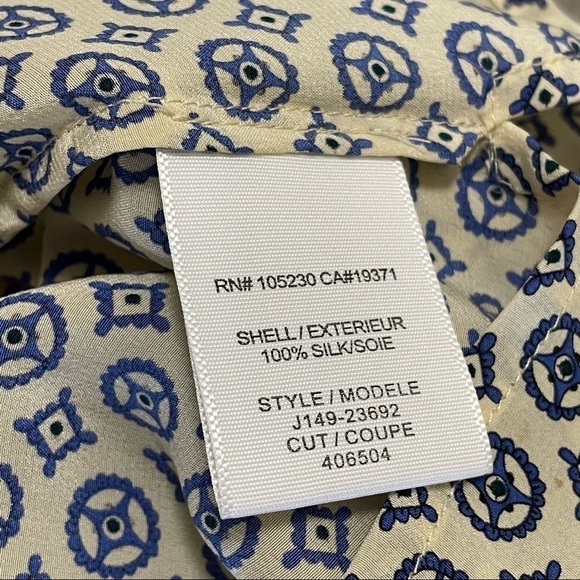 RN# 105230 CA#19371
SHELL / EXTERIEUR
100% SILK/SOIE
STYLE / MODELE
J149-23692
CUT / COUPE
406504